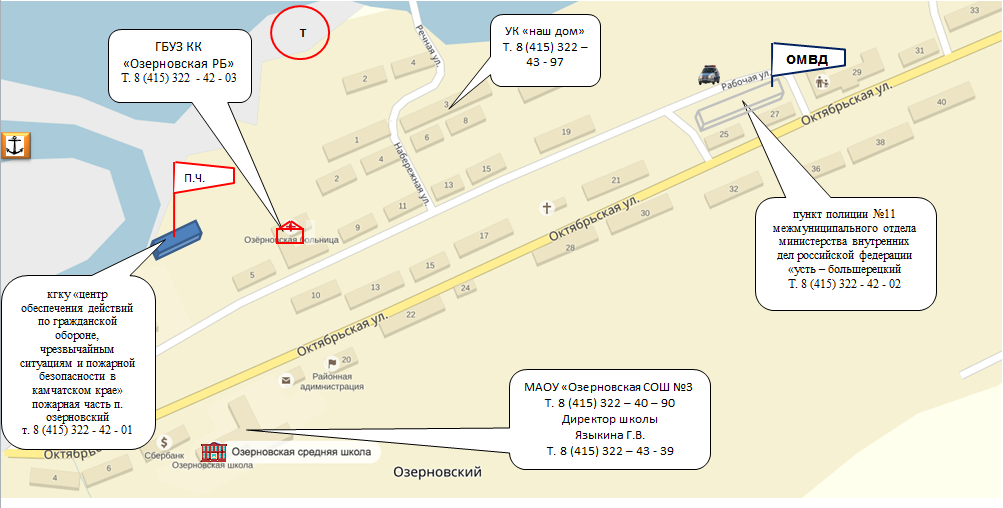 ГБУЗ КК
«Озерновская РБ»
Т. 8 (415) 322 - 42 - 03
Т
УК «наш дом»
Т. 8 (415) 322 –
43 - 97
ОМВД
П.Ч.
Речная ул.
Набережная ул.
Рабочая ул.
Октябрьская ул.
Октябрьская ул.
Октябрьская ул.
Октябрьская
2
4
3
6
8
1
4
2
11
13
15
19
9
5
10
13
15
17
21
22
24
20
28
30
32
36
38
40
25
27
29
31
33
4
6
Озёрновская больница
Районная
администрация
Сбербанк
Озерновская школа
Озерновская средняя школа
Озерновский
пункт полиции №11
межмуниципального отдела
министерства внутренних
дел российской федерации
«усть – большерецкий
Т. 8 (415) 322 - 42 - 02
кгку «центр
обеспечения действий
по гражданской
обороне,
чрезвычайным
ситуациям и пожарной
безопасности в
камчатском крае»
пожарная часть п.
озерновский
т. 8 (415) 322 - 42 - 01
МАОУ «Озерновская СОШ №3
Т. 8 (415) 322 – 40 – 90
Директор школы
Языкина Г.В.
Т. 8 (415) 322 – 43 - 39